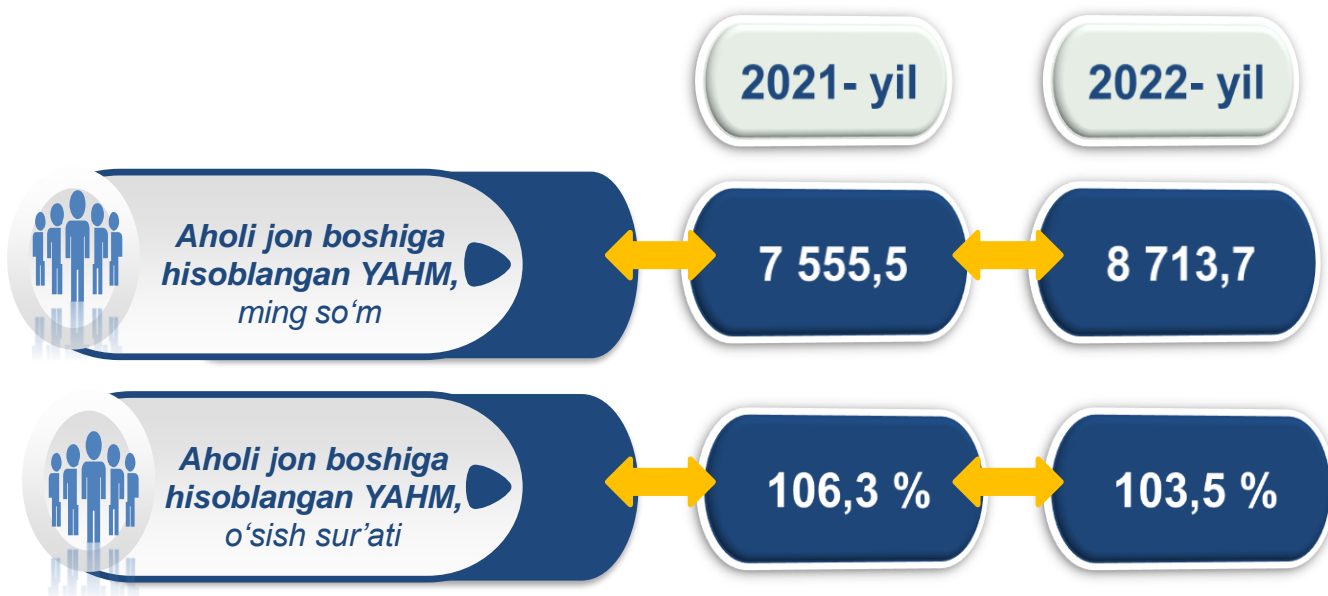 2021- yil
2022- yil
Aholi jon boshiga
hisoblangan YAHM,
ming so‘m
7 555,5
8 713,7
Aholi jon boshiga
hisoblangan YAHM,
o‘sish sur’ati
106,3 %
103,5 %